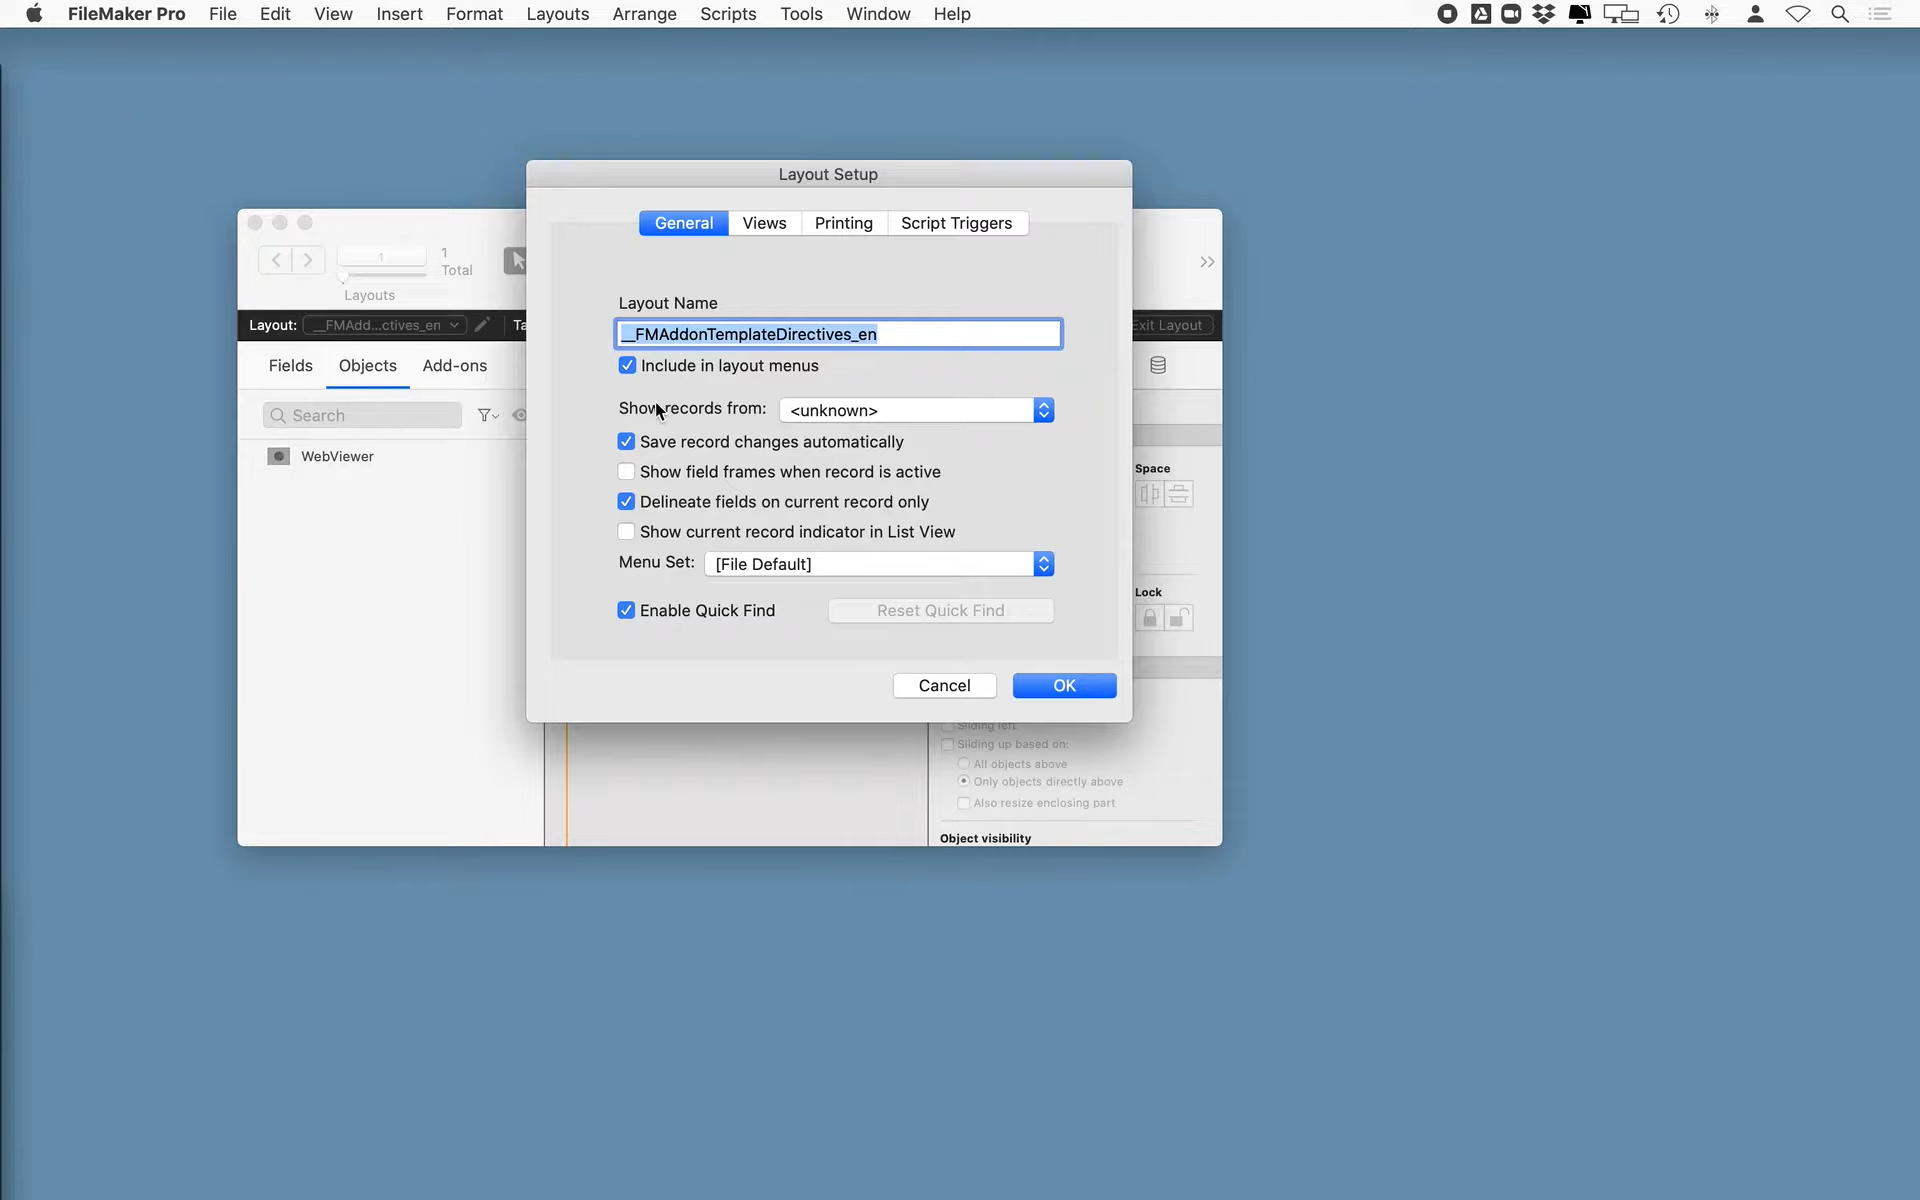 FileMaker Pro File Edit View Insert Format Layouts Arrange Scripts Tools Window Help
Layout Setup
General Views Printing Script Triggers
1
1
Total
Layouts
Layout Name
Layout: __FMAdd...ctives_en Ta
Exit Layout
__FMAddonTemplateDirectives_en
Fields Objects Add-ons
Include in layout menus
Search
Show records from: <unknown>
Save record changes automatically
WebViewer
Show field frames when record is active
Space
Delineate fields on current record only
Show current record indicator in List View
Menu Set: [File Default]
Lock
Enable Quick Find Reset Quick Find
Cancel OK
Sliding left
Sliding up based on:
All objects above
Only objects directly above
Also resize enclosing part
Object visibility